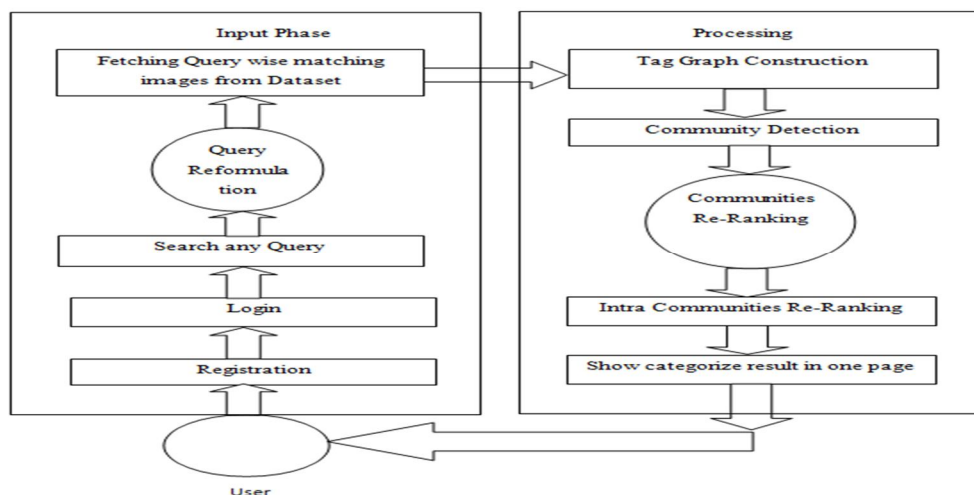 Input Phase
Fetching Query wise matching
images from Dataset
Query
Reformula
tion
Search any Query
Login
Registration
User
Processing
Tag Graph Construction
Community Detection
Communities
Re-Ranking
Intra Communities Re-Ranking
Show categorize result in one page